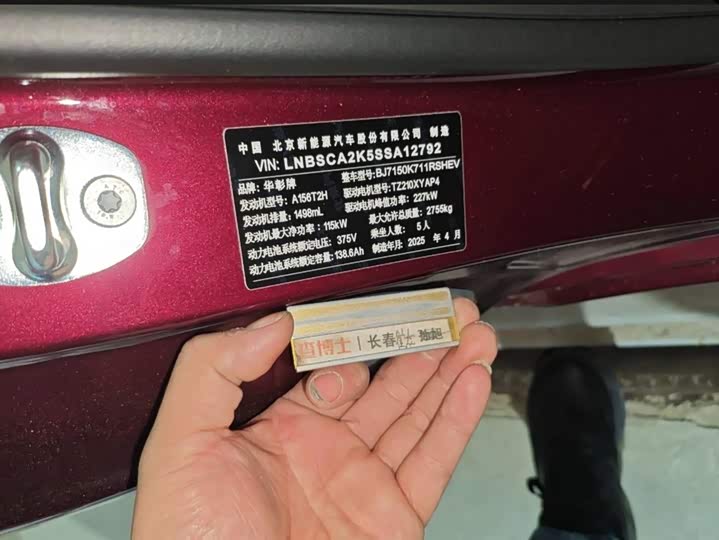 中国 北京新能源汽车股份有限公司 制造
VIN: LNBSCA2K5SSA12792
品牌: 华彰牌 整车型号: BJ7150K711RSHEV
发动机型号: A156T2H 驱动电机型号: TZ210XYAP4
发动机排量: 1498mL 驱动电机峰值功率: 227kW
发动机最大净功率: 115kW 最大允许总质量: 2755kg
动力电池系统额定电压: 375V 乘坐人数: 5人
动力电池系统额定容量: 138.6Ah 制造年月: 2025 年 4 月
查博士 | 长春